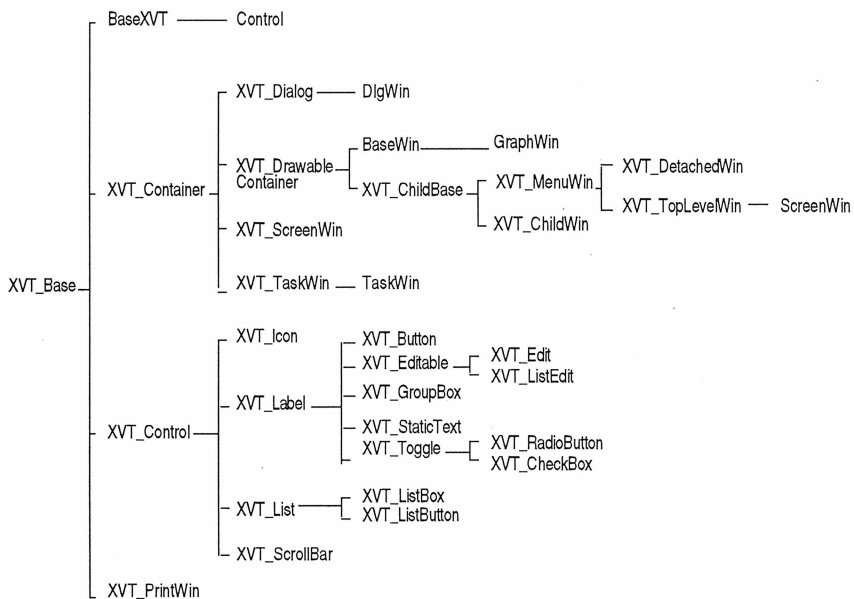 BaseXVT Control
XVT_Dialog DlgWin
BaseWin GraphWin
XVT_Drawable
Container
XVT_DetachedWin
XVT_Container
XVT_ChildBase
XVT_MenuWin
XVT_TopLevelWin ScreenWin
XVT_ChildWin
XVT_ScreenWin
XVT_Base
XVT_TaskWin TaskWin
XVT_Icon
XVT_Button
XVT_Editable
XVT_Edit
XVT_ListEdit
XVT_GroupBox
XVT_Label
XVT_StaticText
XVT_Control
XVT_Toggle
XVT_RadioButton
XVT_CheckBox
XVT_List
XVT_ListBox
XVT_ListButton
XVT_ScrollBar
XVT_PrintWin